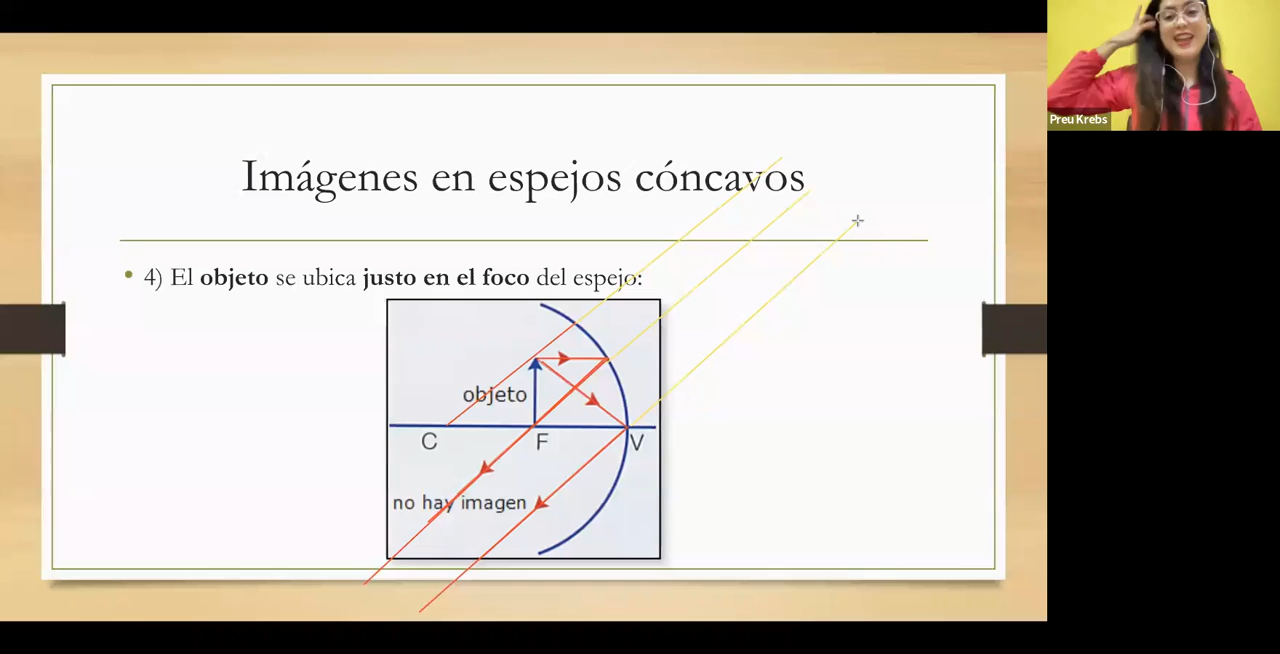 Imágenes en espejos cóncavos
4) El objeto se ubica justo en el foco del espejo:
objeto
C
F
V
no hay imagen
Preu Krebs